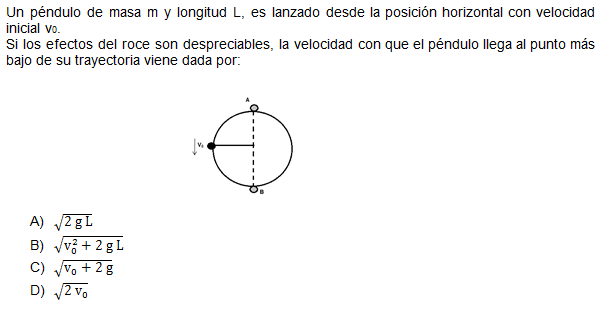 Un péndulo de masa m y longitud L, es lanzado desde la posición horizontal con velocidad
inicial v₀.
Si los efectos del roce son despreciables, la velocidad con que el péndulo llega al punto más
bajo de su trayectoria viene dada por:
A
v₀
B
A) √(2 g L)
B) √(v₀² + 2 g L)
C) √(v₀ + 2 g)
D) √(2 v₀)